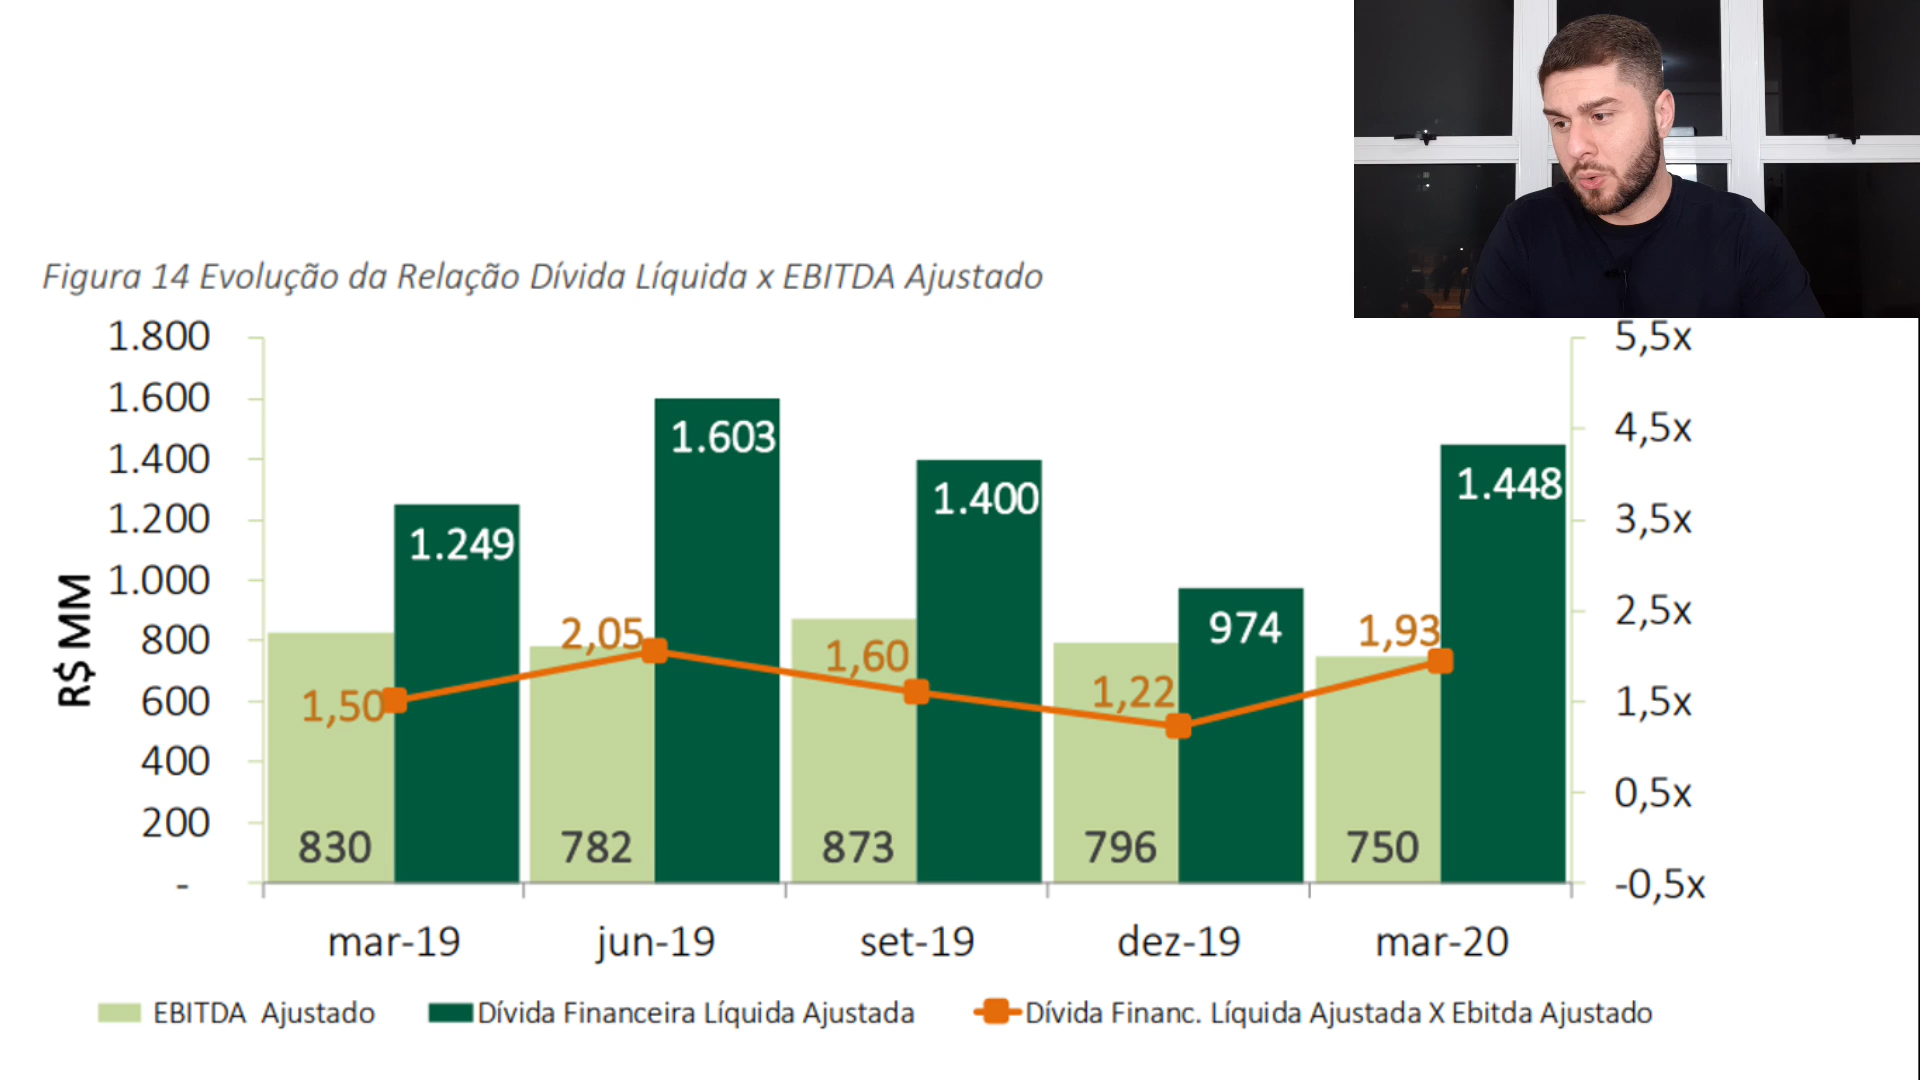 Figura 14 Evolução da Relação Dívida Líquida x EBITDA Ajustado
R$ MM
1.800
1.600
1.400
1.200
1.000
800
600
400
200
-
5,5x
4,5x
3,5x
2,5x
1,5x
0,5x
-0,5x
1.249
1.603
1.400
974
1.448
1,50
2,05
1,60
1,22
1,93
830
782
873
796
750
mar-19
jun-19
set-19
dez-19
mar-20
EBITDA Ajustado
Dívida Financeira Líquida Ajustada
Dívida Financ. Líquida Ajustada X Ebitda Ajustado